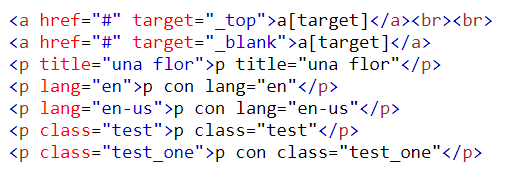 <a href="#" target="_top">a[target]</a><br><br>
<a href="#" target="_blank">a[target]</a>
<p title="una flor">p title="una flor"</p>
<p lang="en">p con lang="en"</p>
<p lang="en-us">p con lang="en-us"</p>
<p class="test">p class="test"</p>
<p class="test_one">p con class="test_one"</p>